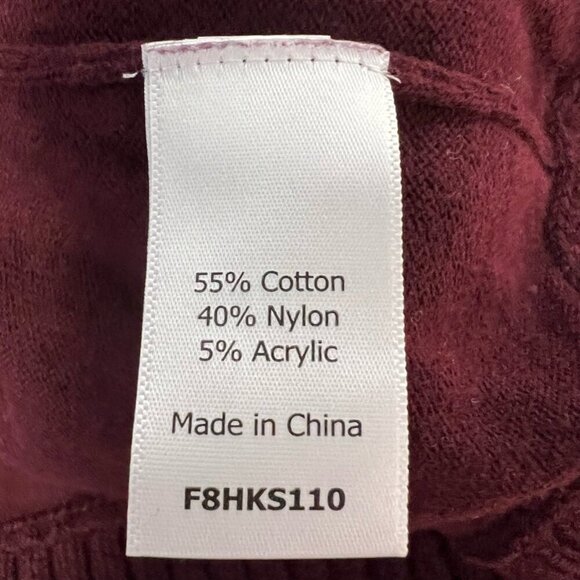 55% Cotton
40% Nylon
5% Acrylic
Made in China
F8HKS110